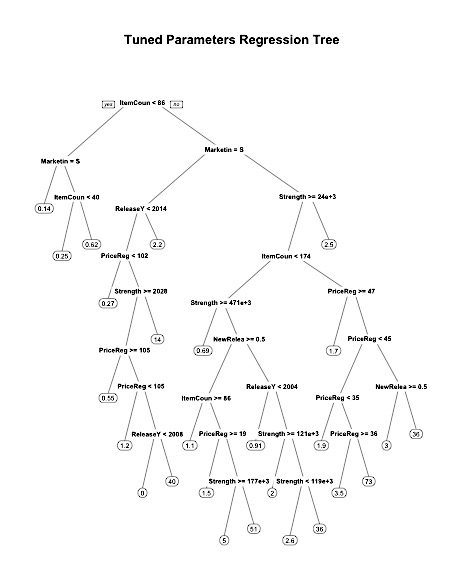 Tuned Parameters Regression Tree
yes ItemCoun < 86 no
Marketin = S
Marketin = S
ItemCoun < 40
Strength >= 24e+3
0.14
ReleaseY < 2014
0.62
2.2
2.5
0.25
PriceReg < 102
ItemCoun < 174
Strength >= 2028
PriceReg >= 47
0.27
Strength >= 471e+3
14
NewRelea >= 0.5
PriceReg < 45
PriceReg >= 105
0.69
1.7
PriceReg < 105
ReleaseY < 2004
NewRelea >= 0.5
0.55
ItemCoun >= 86
PriceReg < 35
ReleaseY < 2008
PriceReg >= 19
Strength >= 121e+3
PriceReg >= 36
36
1.2
1.1
0.91
1.9
3
40
Strength >= 177e+3
Strength < 119e+3
73
0
1.5
2
3.5
51
36
5
2.6